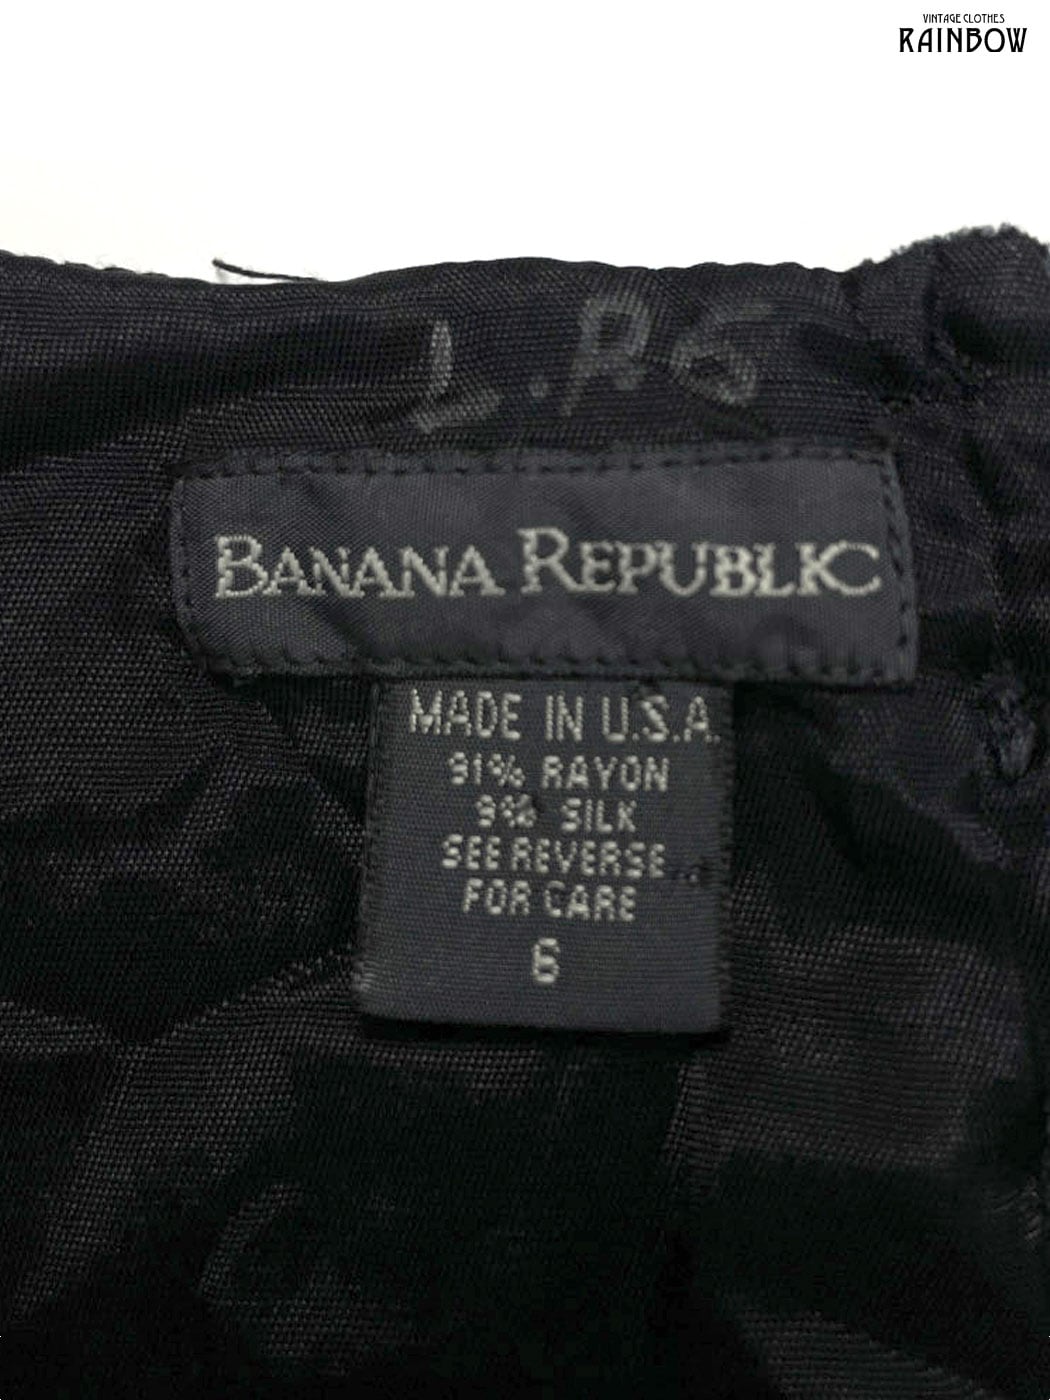 VINTAGE CLOTHES
RAINBOW
BANANA REPUBLIC
MADE IN U.S.A.
91% RAYON
9% SILK
SEE REVERSE
FOR CARE
6